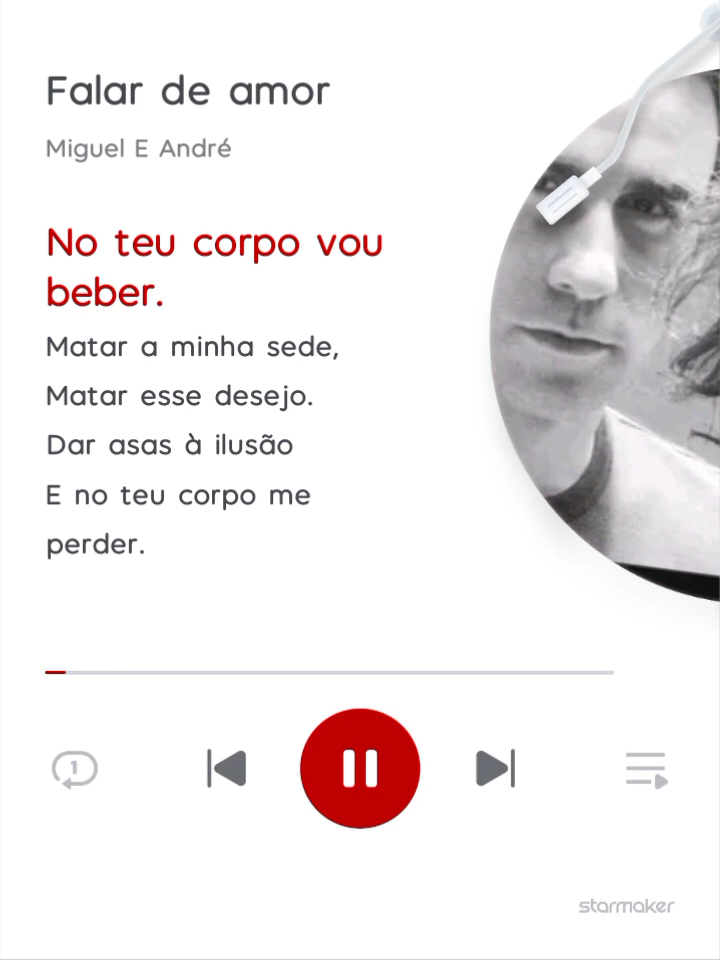 Falar de amor
Miguel E André
No teu corpo vou
beber.
Matar a minha sede,
Matar esse desejo.
Dar asas à ilusão
E no teu corpo me
perder.
1
starmaker